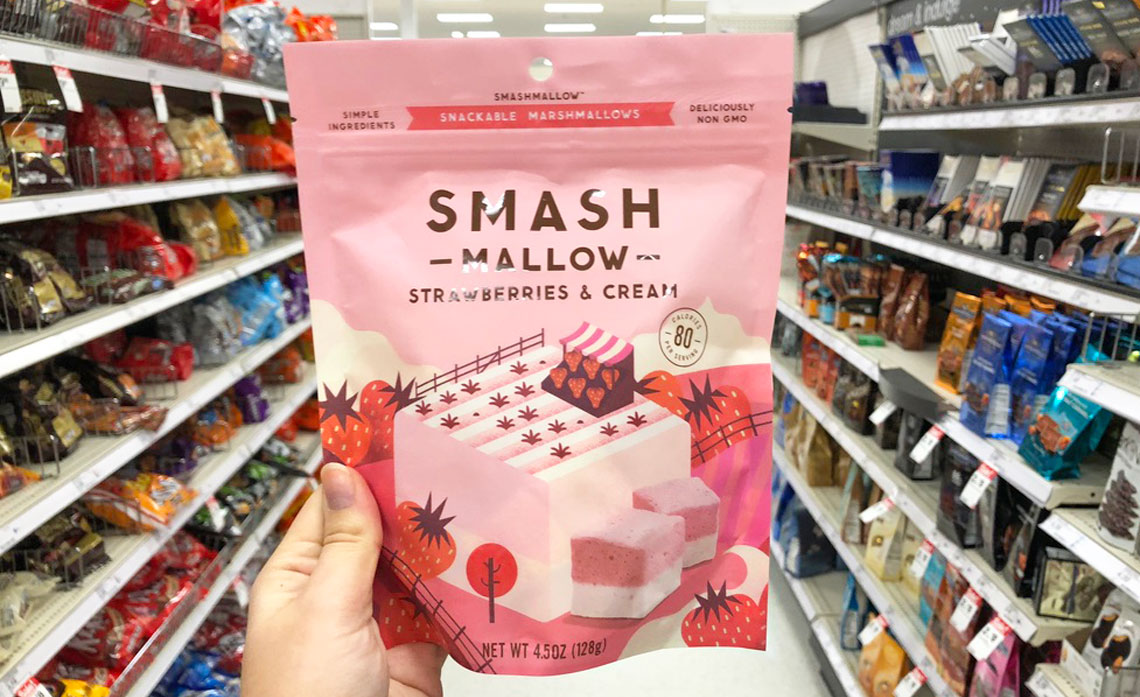 SMASHMALLOW™
SNACKABLE MARSHMALLOWS
SIMPLE
INGREDIENTS
DELICIOUSLY
NON GMO
SMASH
MALLOW
STRAWBERRIES & CREAM
CALORIES
80
PER SERVING
NET WT 4.5OZ (128g)